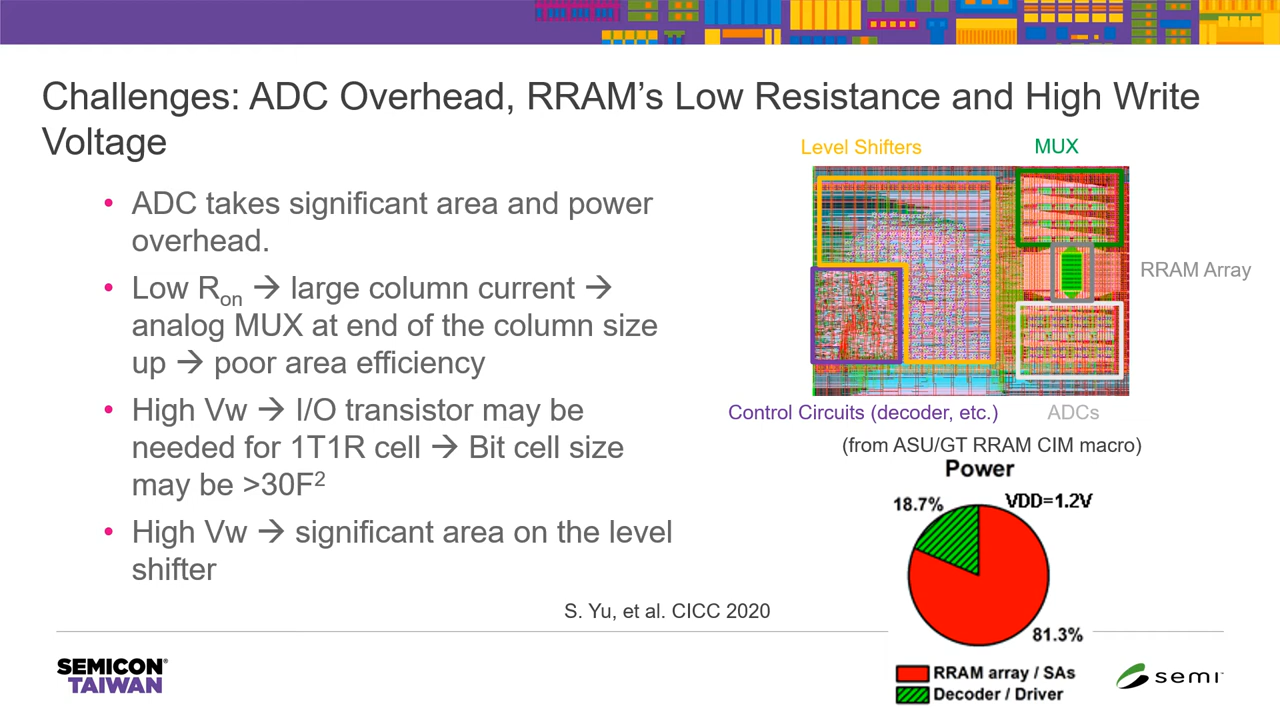 Challenges: ADC Overhead, RRAM’s Low Resistance and High Write
Voltage
• ADC takes significant area and power
overhead.
• Low Ron → large column current →
analog MUX at end of the column size
up → poor area efficiency
• High Vw → I/O transistor may be
needed for 1T1R cell → Bit cell size
may be >30F²
• High Vw → significant area on the level
shifter
Level Shifters
MUX
RRAM Array
Control Circuits (decoder, etc.)
ADCs
(from ASU/GT RRAM CIM macro)
Power
18.7%
VDD=1.2V
81.3%
RRAM array / SAs
Decoder / Driver
S. Yu, et al. CICC 2020
SEMICON®
TAIWAN
semi